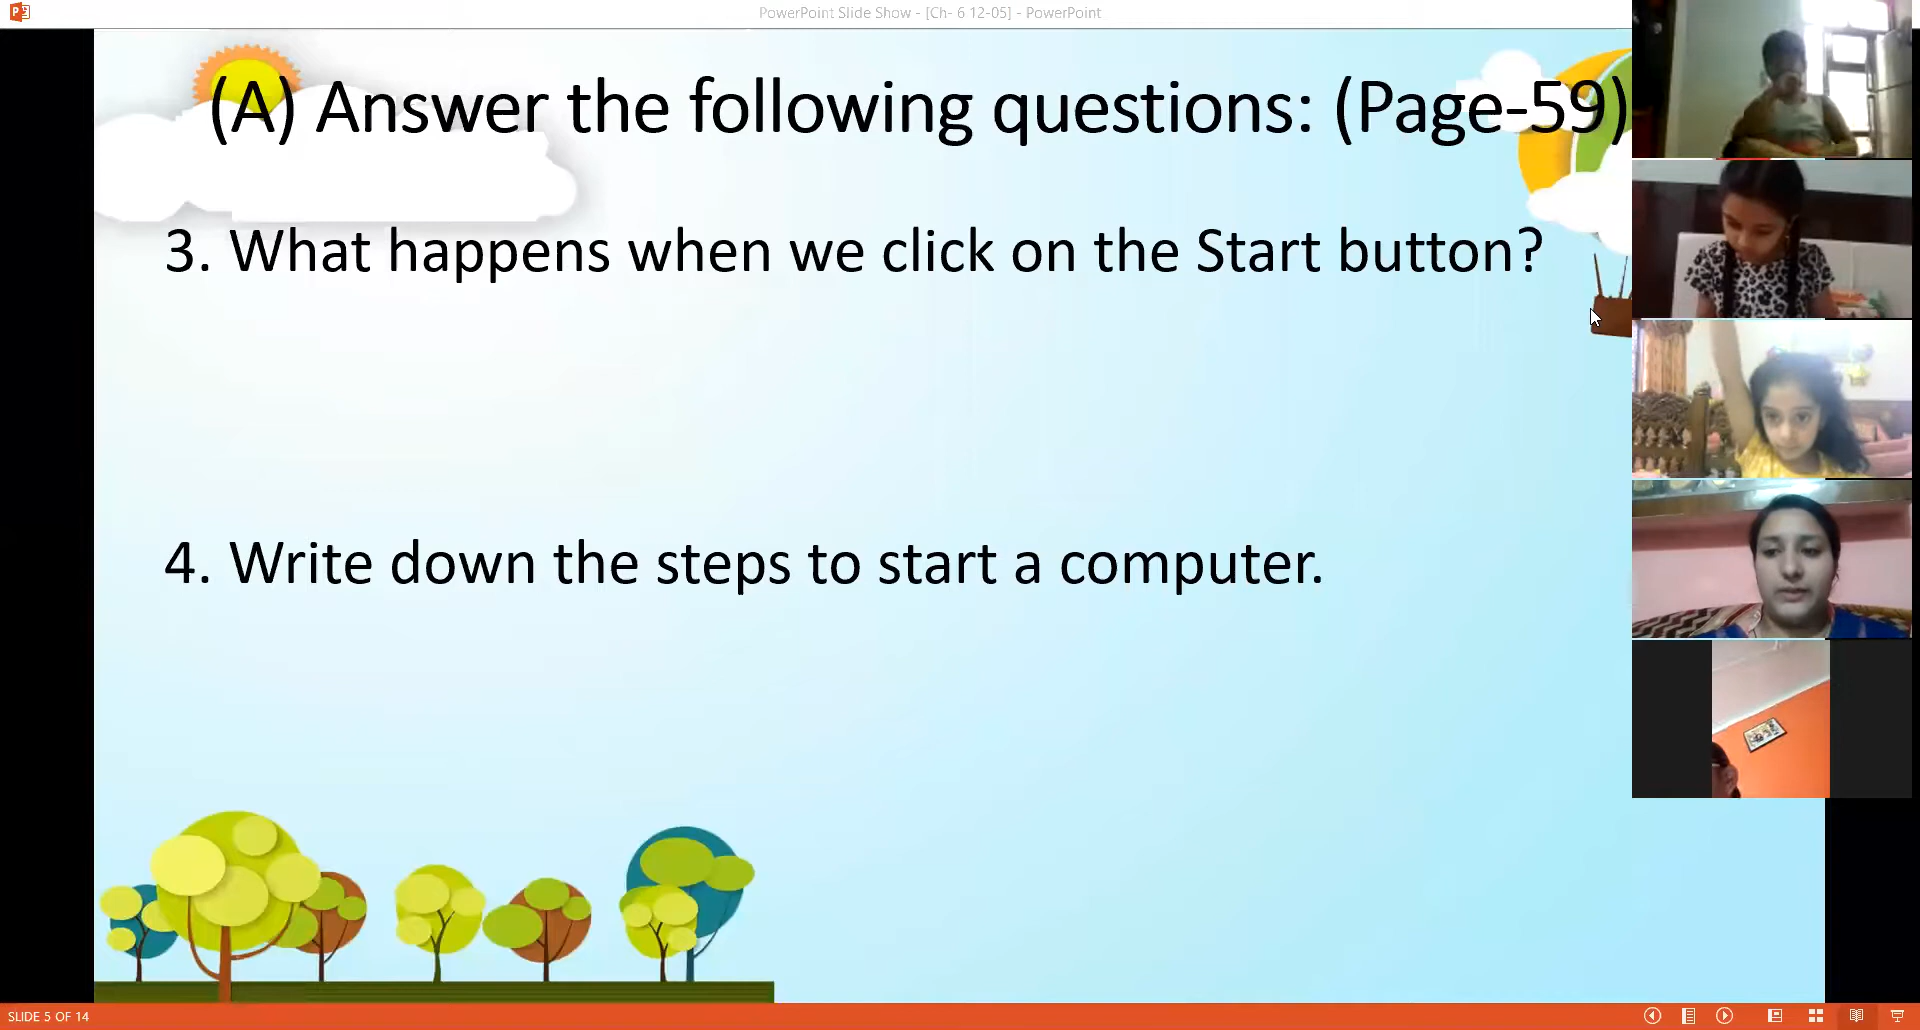 PowerPoint Slide Show - [Ch- 6 12-05] - PowerPoint
(A) Answer the following questions: (Page-59)
3. What happens when we click on the Start button?
4. Write down the steps to start a computer.
SLIDE 5 OF 14